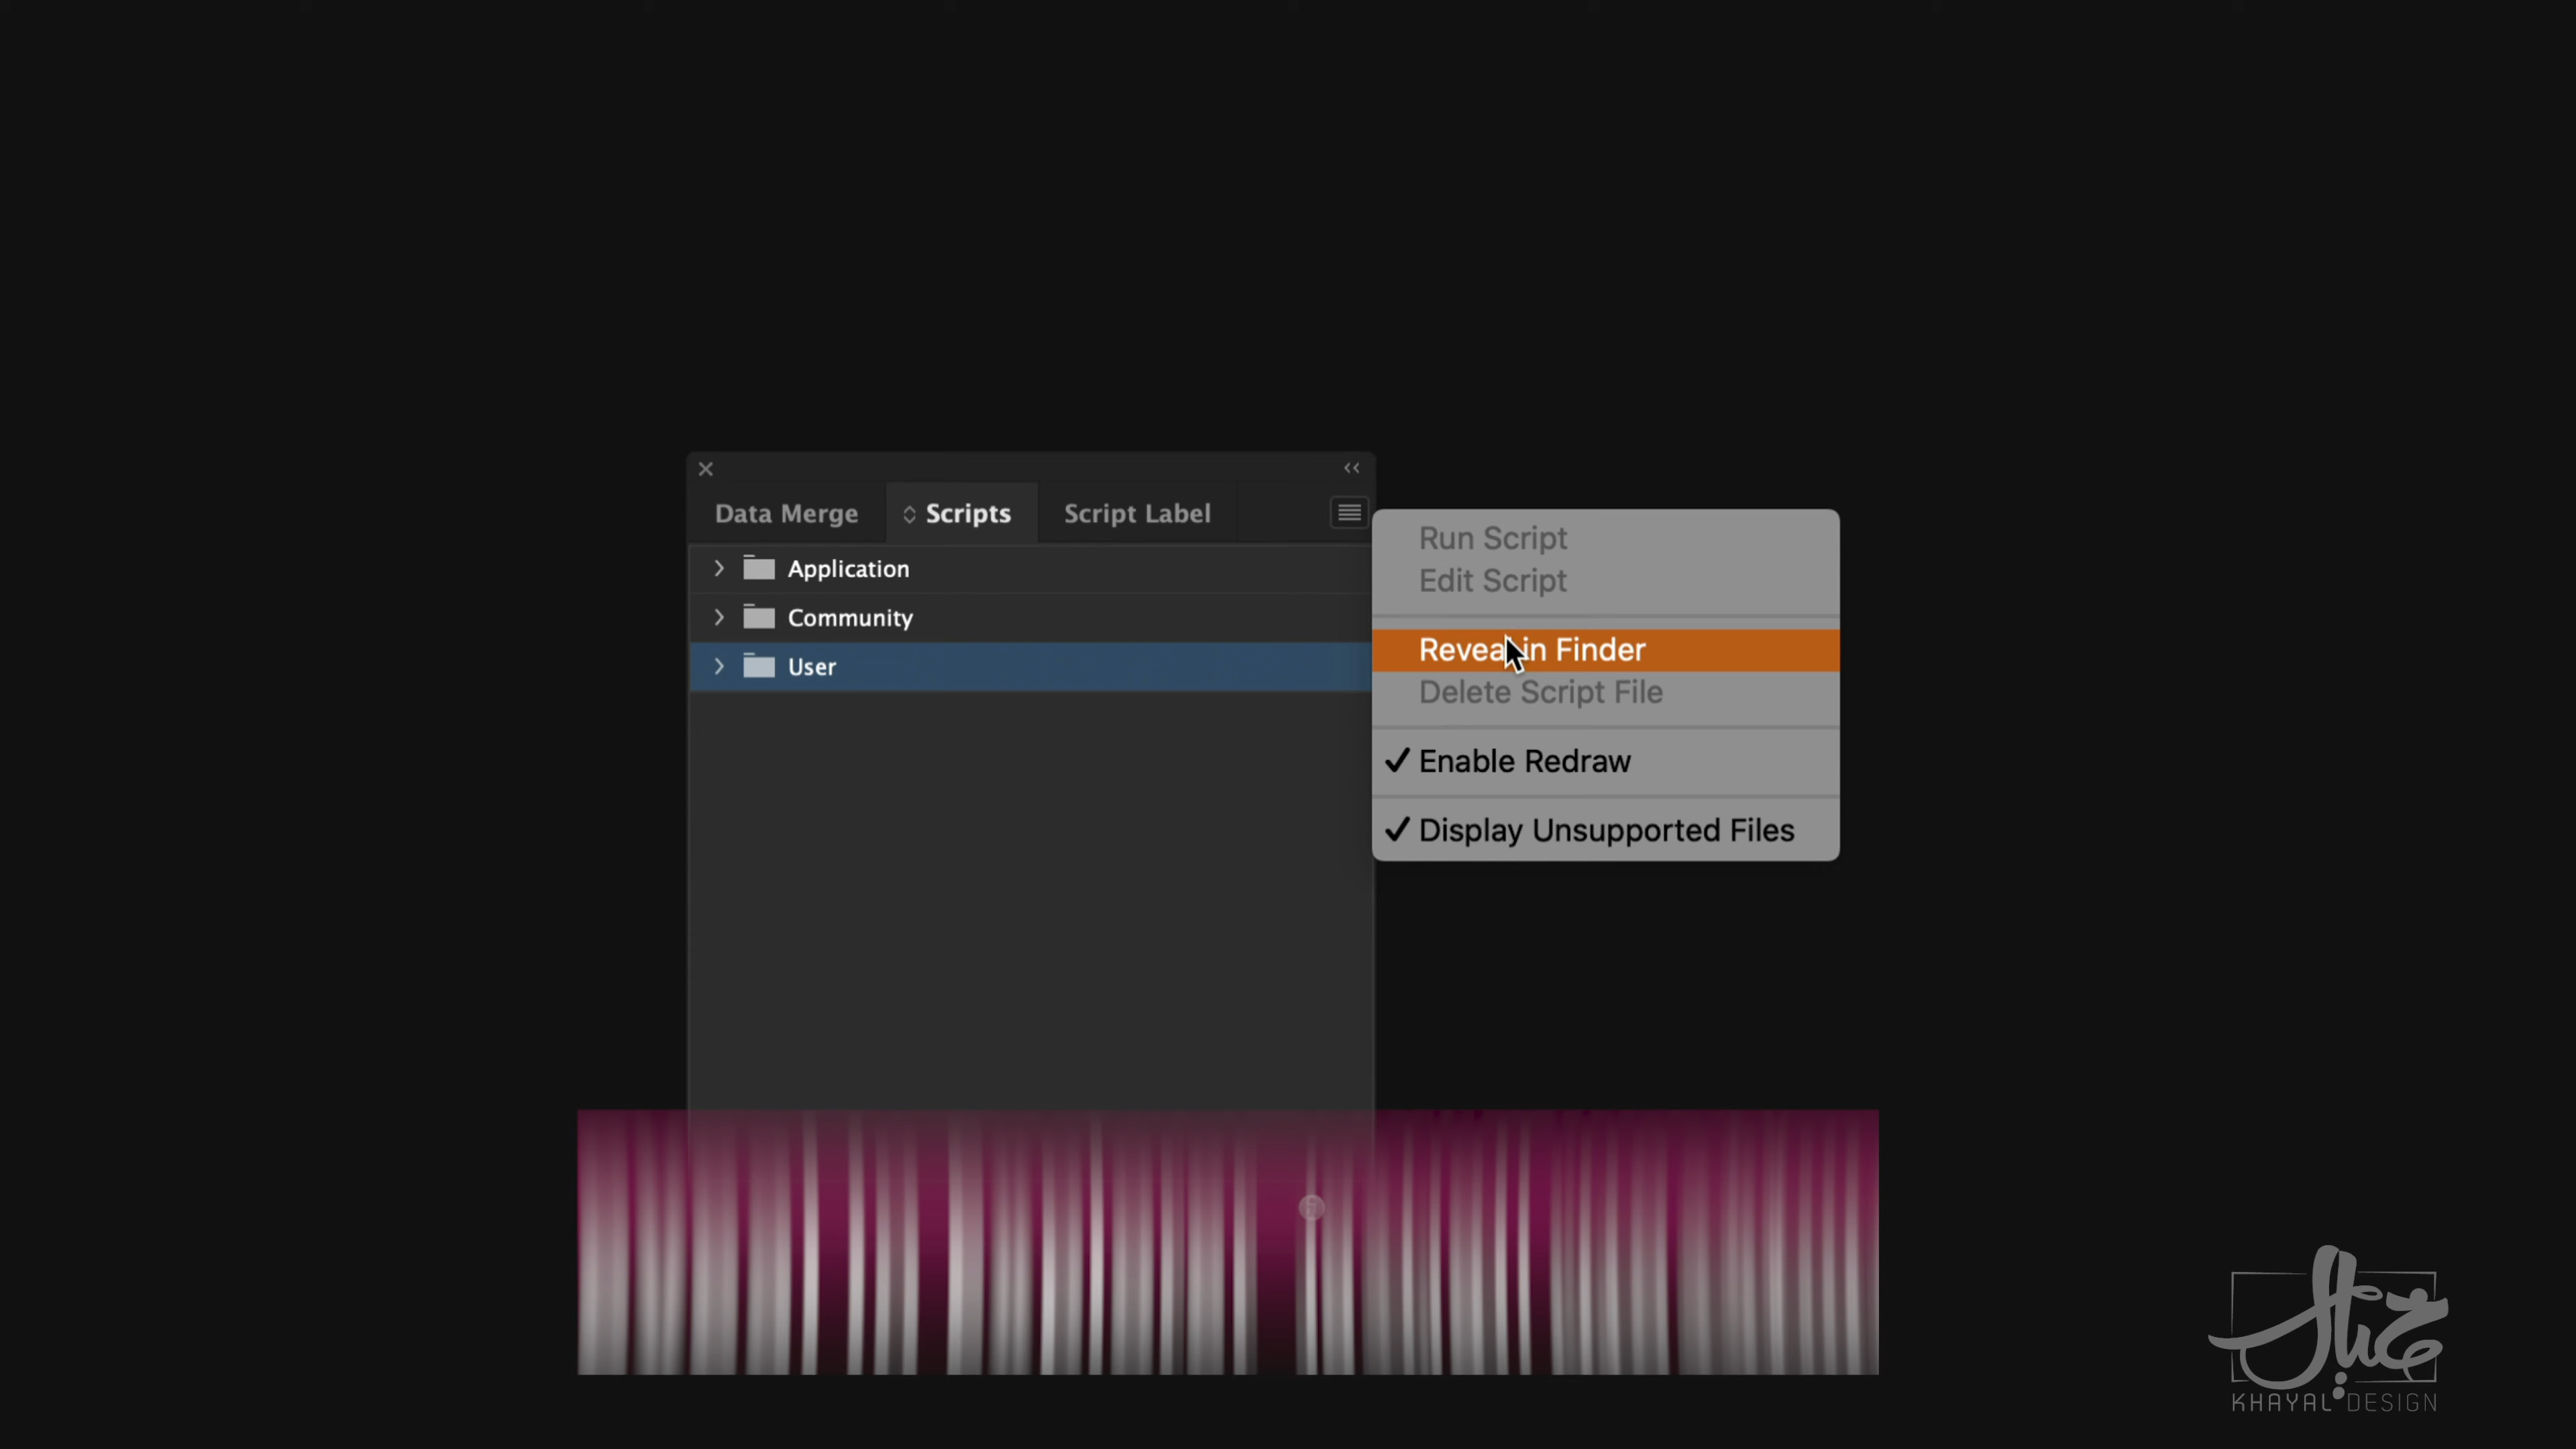 Data Merge
Scripts
Script Label
Application
Community
User
Run Script
Edit Script
Reveal in Finder
Delete Script File
Enable Redraw
Display Unsupported Files
خيال
KHAYAL DESIGN